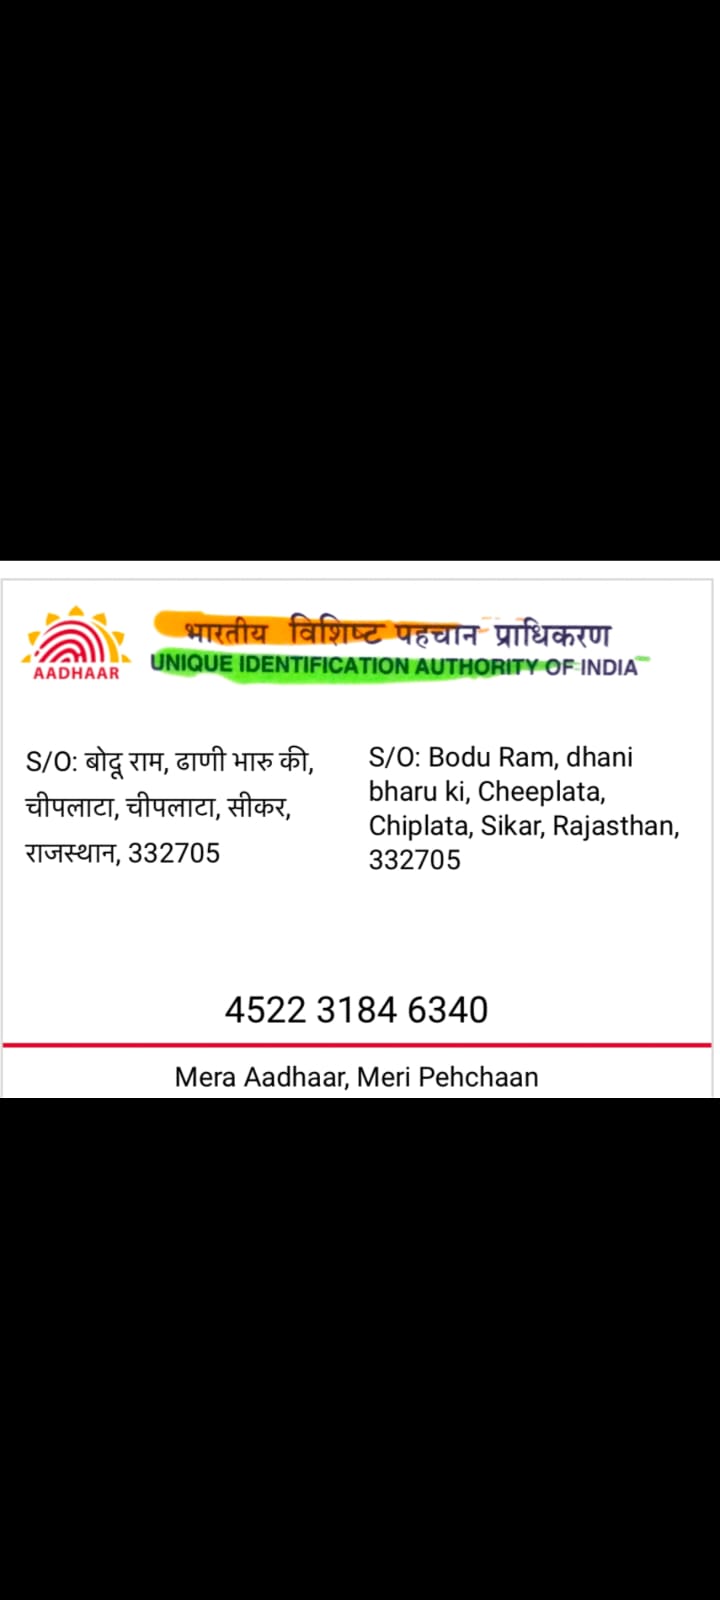 भारतीय विशिष्ट पहचान प्राधिकरण
UNIQUE IDENTIFICATION AUTHORITY OF INDIA
AADHAAR
S/O: बोदू राम, ढाणी भारु की,
चीपलाटा, चीपलाटा, सीकर,
राजस्थान, 332705
S/O: Bodu Ram, dhani
bharu ki, Cheeplata,
Chiplata, Sikar, Rajasthan,
332705
4522 3184 6340
Mera Aadhaar, Meri Pehchaan